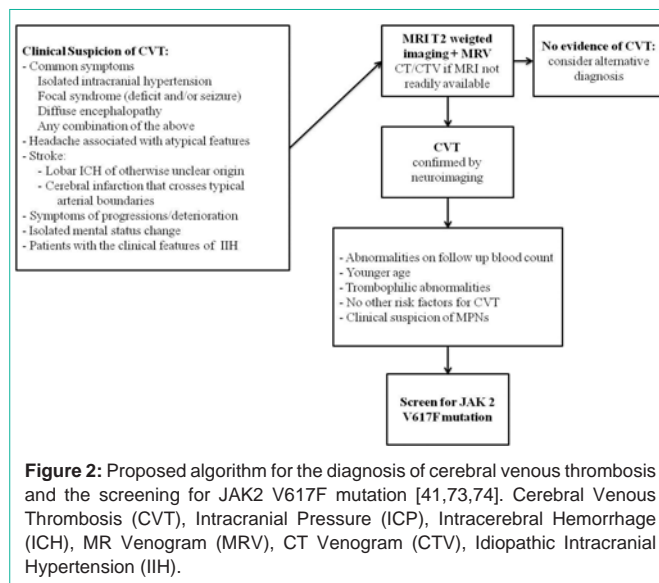 Clinical Suspicion of CVT:
- Common symptoms
Isolated intracranial hypertension
Focal syndrome (deficit and/or seizure)
Diffuse encephalopathy
Any combination of the above
- Headache associated with atypical features
- Stroke:
- Lobar ICH of otherwise unclear origin
- Cerebral infarction that crosses typical
arterial boundaries
- Symptoms of progressions/deterioration
- Isolated mental status change
- Patients with the clinical features of IIH
MRI T2 weigted
imaging + MRV
CT/CTV if MRI not
readily available
No evidence of CVT:
consider alternative
diagnosis
CVT
confirmed by
neuroimaging
- Abnormalities on follow up blood count
- Younger age
- Trombophilic abnormalities
- No other risk factors for CVT
- Clinical suspicion of MPNs
Screen for JAK 2
V617F mutation
Figure 2: Proposed algorithm for the diagnosis of cerebral venous thrombosis
and the screening for JAK2 V617F mutation [41,73,74]. Cerebral Venous
Thrombosis (CVT), Intracranial Pressure (ICP), Intracerebral Hemorrhage
(ICH), MR Venogram (MRV), CT Venogram (CTV), Idiopathic Intracranial
Hypertension (IIH).